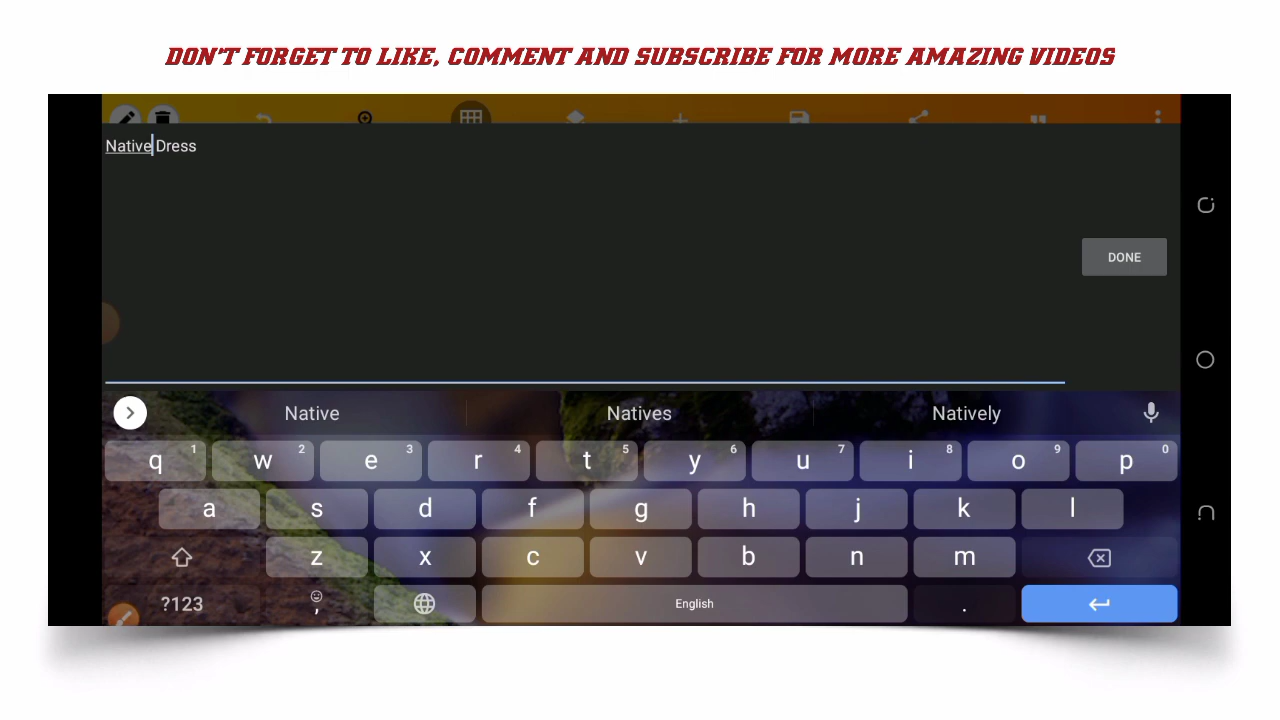 DON'T FORGET TO LIKE, COMMENT AND SUBSCRIBE FOR MORE AMAZING VIDEOS
Native Dress
DONE
Native Natives Natively
q 1 w 2 e 3 r 4 t 5 y 6 u 7 i 8 o 9 p 0
a s d f g h j k l
z x c v b n m
?123 , English .